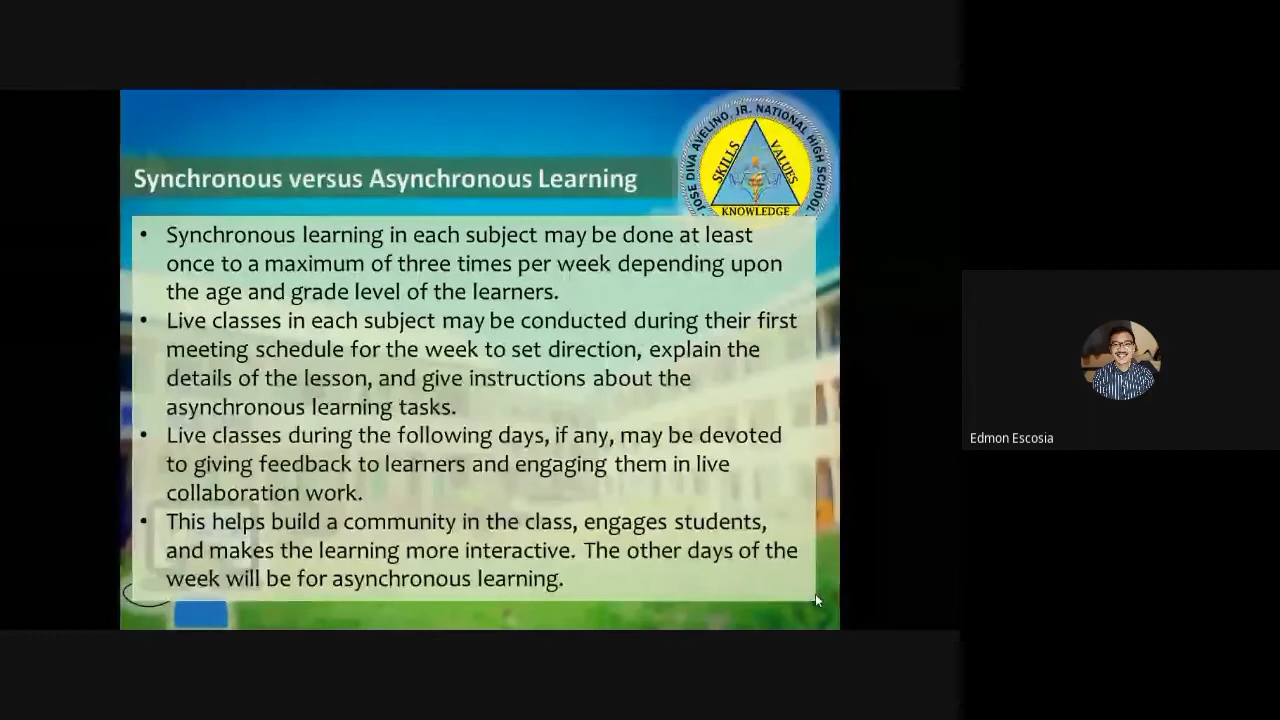 JOSE DIVA AVELINO, JR. NATIONAL HIGH SCHOOL
SKILLS
VALUES
KNOWLEDGE
Synchronous versus Asynchronous Learning
• Synchronous learning in each subject may be done at least
once to a maximum of three times per week depending upon
the age and grade level of the learners.
• Live classes in each subject may be conducted during their first
meeting schedule for the week to set direction, explain the
details of the lesson, and give instructions about the
asynchronous learning tasks.
• Live classes during the following days, if any, may be devoted
to giving feedback to learners and engaging them in live
collaboration work.
• This helps build a community in the class, engages students,
and makes the learning more interactive. The other days of the
week will be for asynchronous learning.
Edmon Escosia